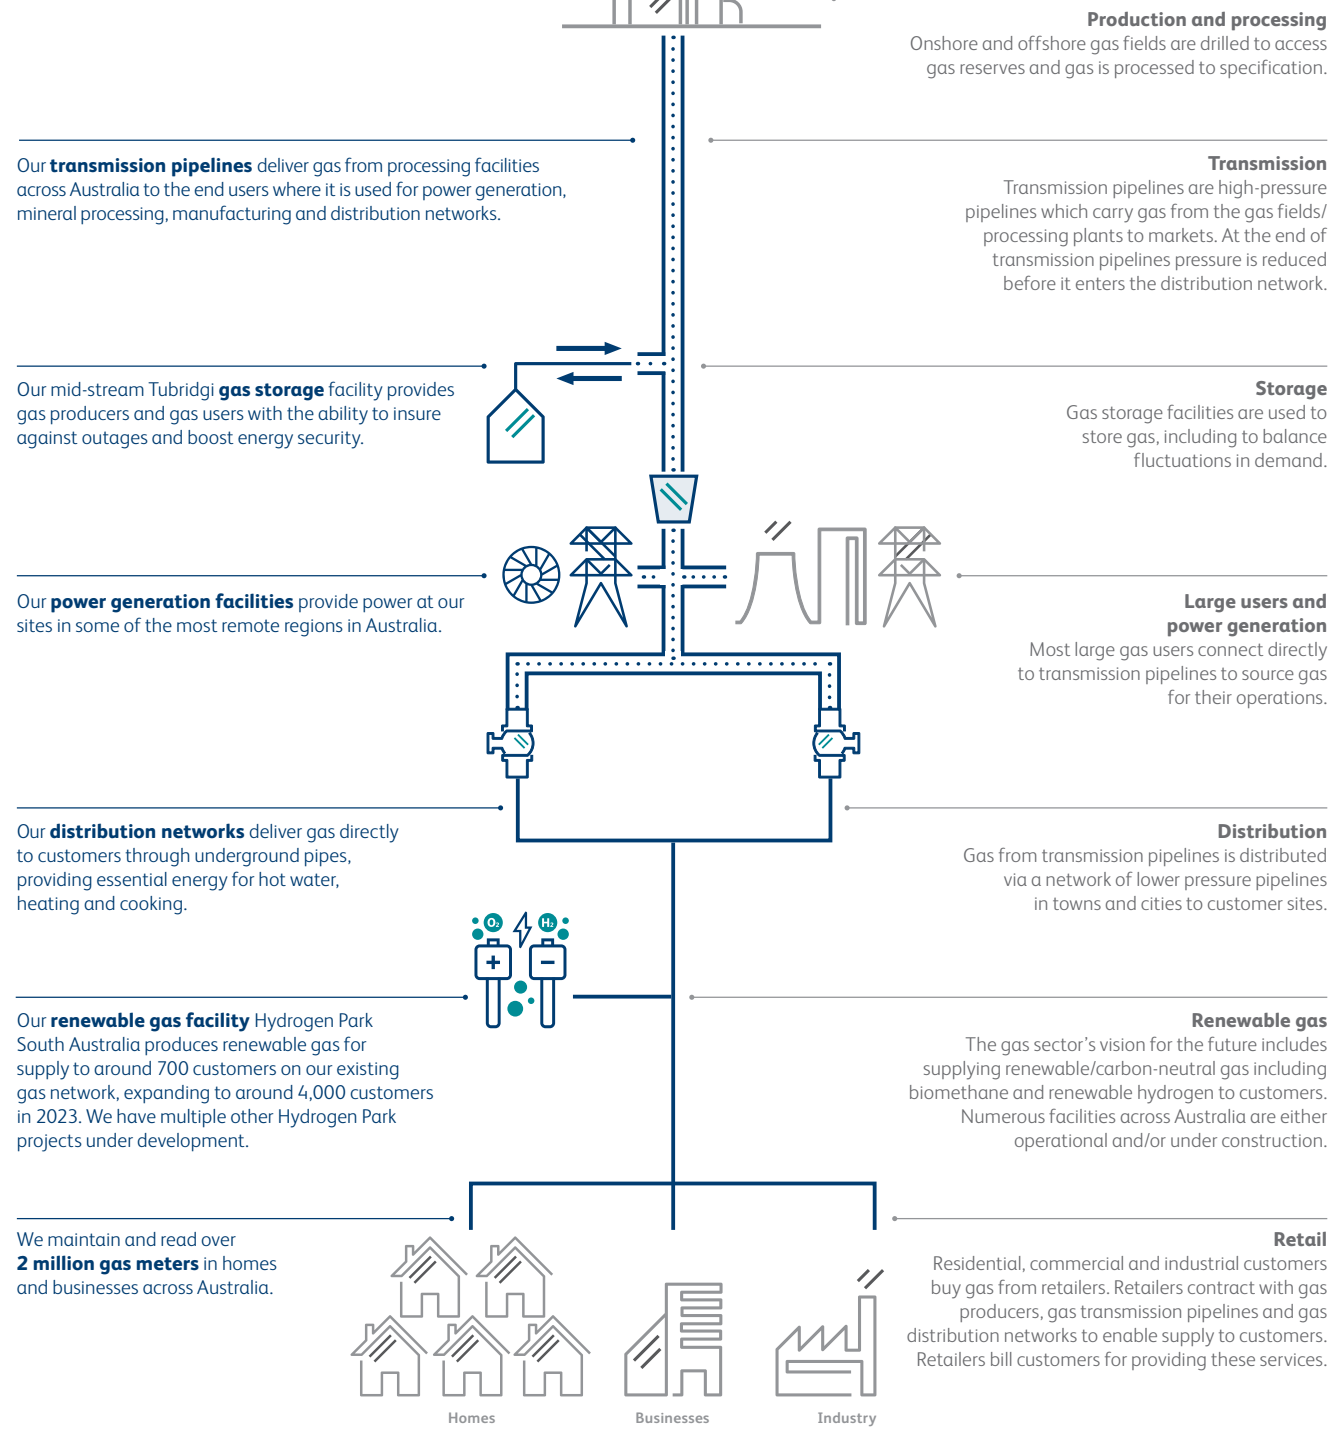 Production and processing
Onshore and offshore gas fields are drilled to access
gas reserves and gas is processed to specification.
Our transmission pipelines deliver gas from processing facilities
across Australia to the end users where it is used for power generation,
mineral processing, manufacturing and distribution networks.
Transmission
Transmission pipelines are high-pressure
pipelines which carry gas from the gas fields/
processing plants to markets. At the end of
transmission pipelines pressure is reduced
before it enters the distribution network.
Our mid-stream Tubridgi gas storage facility provides
gas producers and gas users with the ability to insure
against outages and boost energy security.
Storage
Gas storage facilities are used to
store gas, including to balance
fluctuations in demand.
Our power generation facilities provide power at our
sites in some of the most remote regions in Australia.
Large users and
power generation
Most large gas users connect directly
to transmission pipelines to source gas
for their operations.
Our distribution networks deliver gas directly
to customers through underground pipes,
providing essential energy for hot water,
heating and cooking.
Distribution
Gas from transmission pipelines is distributed
via a network of lower pressure pipelines
in towns and cities to customer sites.
O₂ H₂
+ −
Our renewable gas facility Hydrogen Park
South Australia produces renewable gas for
supply to around 700 customers on our existing
gas network, expanding to around 4,000 customers
in 2023. We have multiple other Hydrogen Park
projects under development.
Renewable gas
The gas sector’s vision for the future includes
supplying renewable/carbon-neutral gas including
biomethane and renewable hydrogen to customers.
Numerous facilities across Australia are either
operational and/or under construction.
We maintain and read over
2 million gas meters in homes
and businesses across Australia.
Retail
Residential, commercial and industrial customers
buy gas from retailers. Retailers contract with gas
producers, gas transmission pipelines and gas
distribution networks to enable supply to customers.
Retailers bill customers for providing these services.
Homes
Businesses
Industry